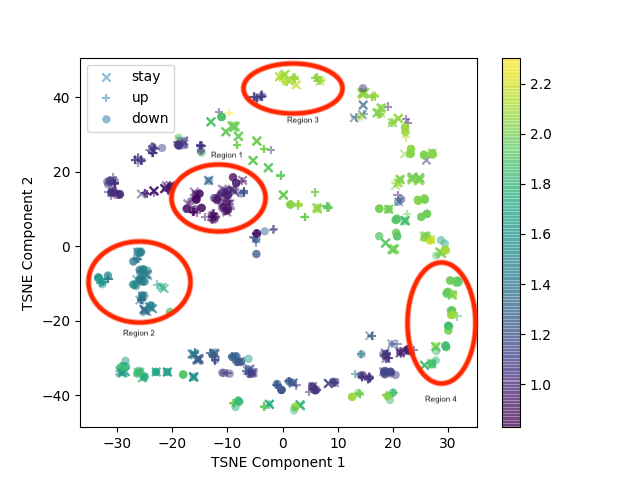 stay
up
down
Region 3
Region 1
Region 2
Region 4
40
20
0
−20
−40
−30
−20
−10
0
10
20
30
TSNE Component 1
TSNE Component 2
2.2
2.0
1.8
1.6
1.4
1.2
1.0